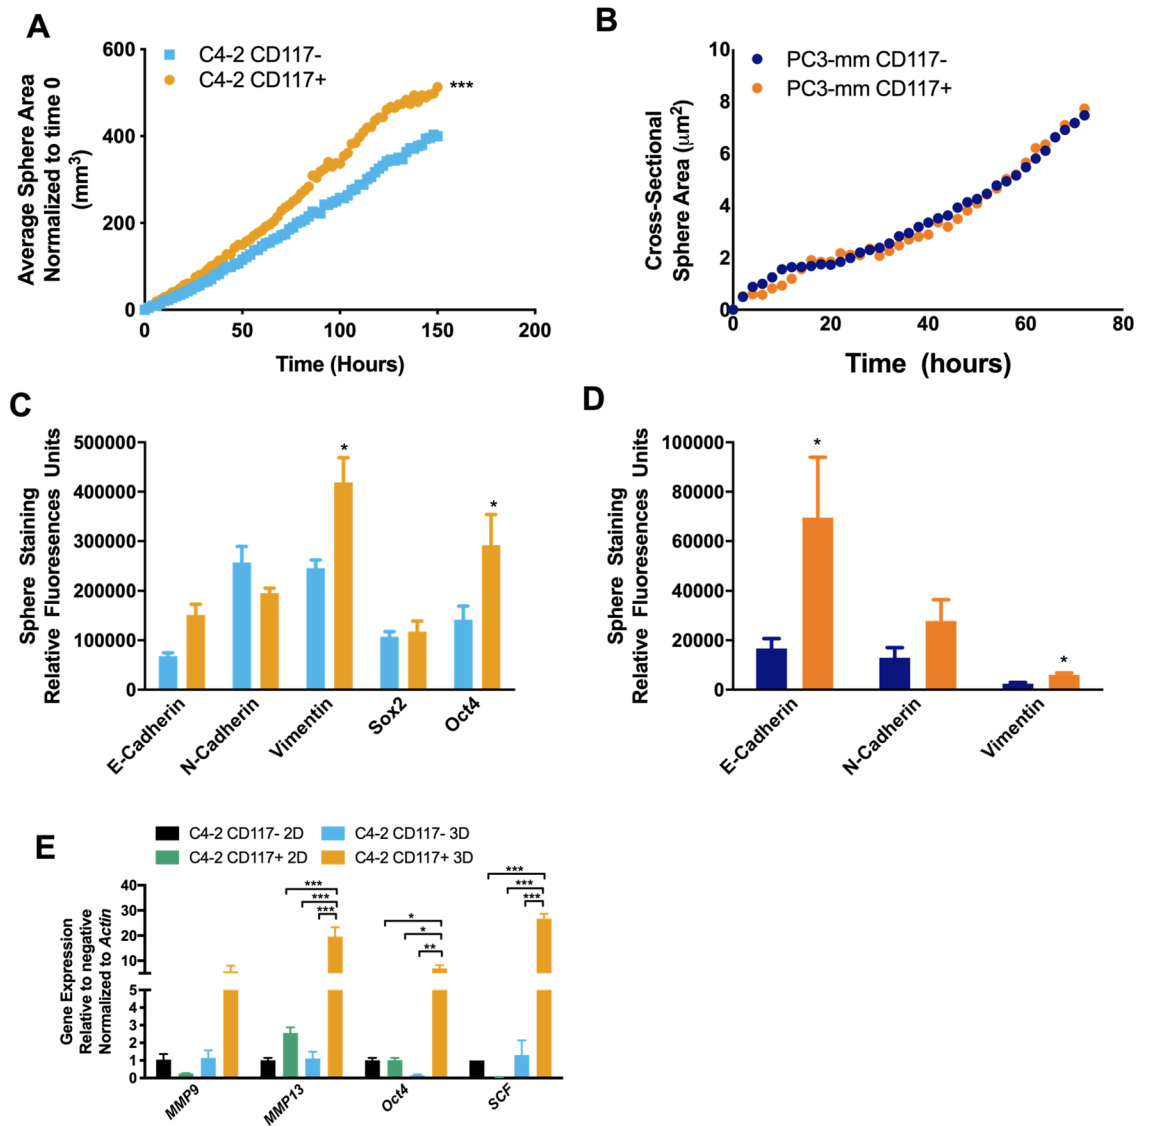 A
C4-2 CD117-
C4-2 CD117+
Average Sphere Area
Normalized to time 0
(mm3)
600
400
200
0
***
0
50
100
150
200
Time (Hours)
B
PC3-mm CD117-
PC3-mm CD117+
Cross-Sectional
Sphere Area (μm2)
10
8
6
4
2
0
0
20
40
60
80
Time (hours)
C
Sphere Staining
Relative Fluoresences Units
500000
400000
300000
200000
100000
0
*
*
E-Cadherin
N-Cadherin
Vimentin
Sox2
Oct4
D
Sphere Staining
Relative Fluoresences Units
100000
80000
60000
40000
20000
0
*
*
E-Cadherin
N-Cadherin
Vimentin
E
C4-2 CD117- 2D
C4-2 CD117- 3D
C4-2 CD117+ 2D
C4-2 CD117+ 3D
Gene Expression
Relative to negative
Normalized to Actin
40
30
20
10
5
4
3
2
1
0
***
***
***
*
*
**
***
***
***
MMP9
MMP13
Oct4
SCF